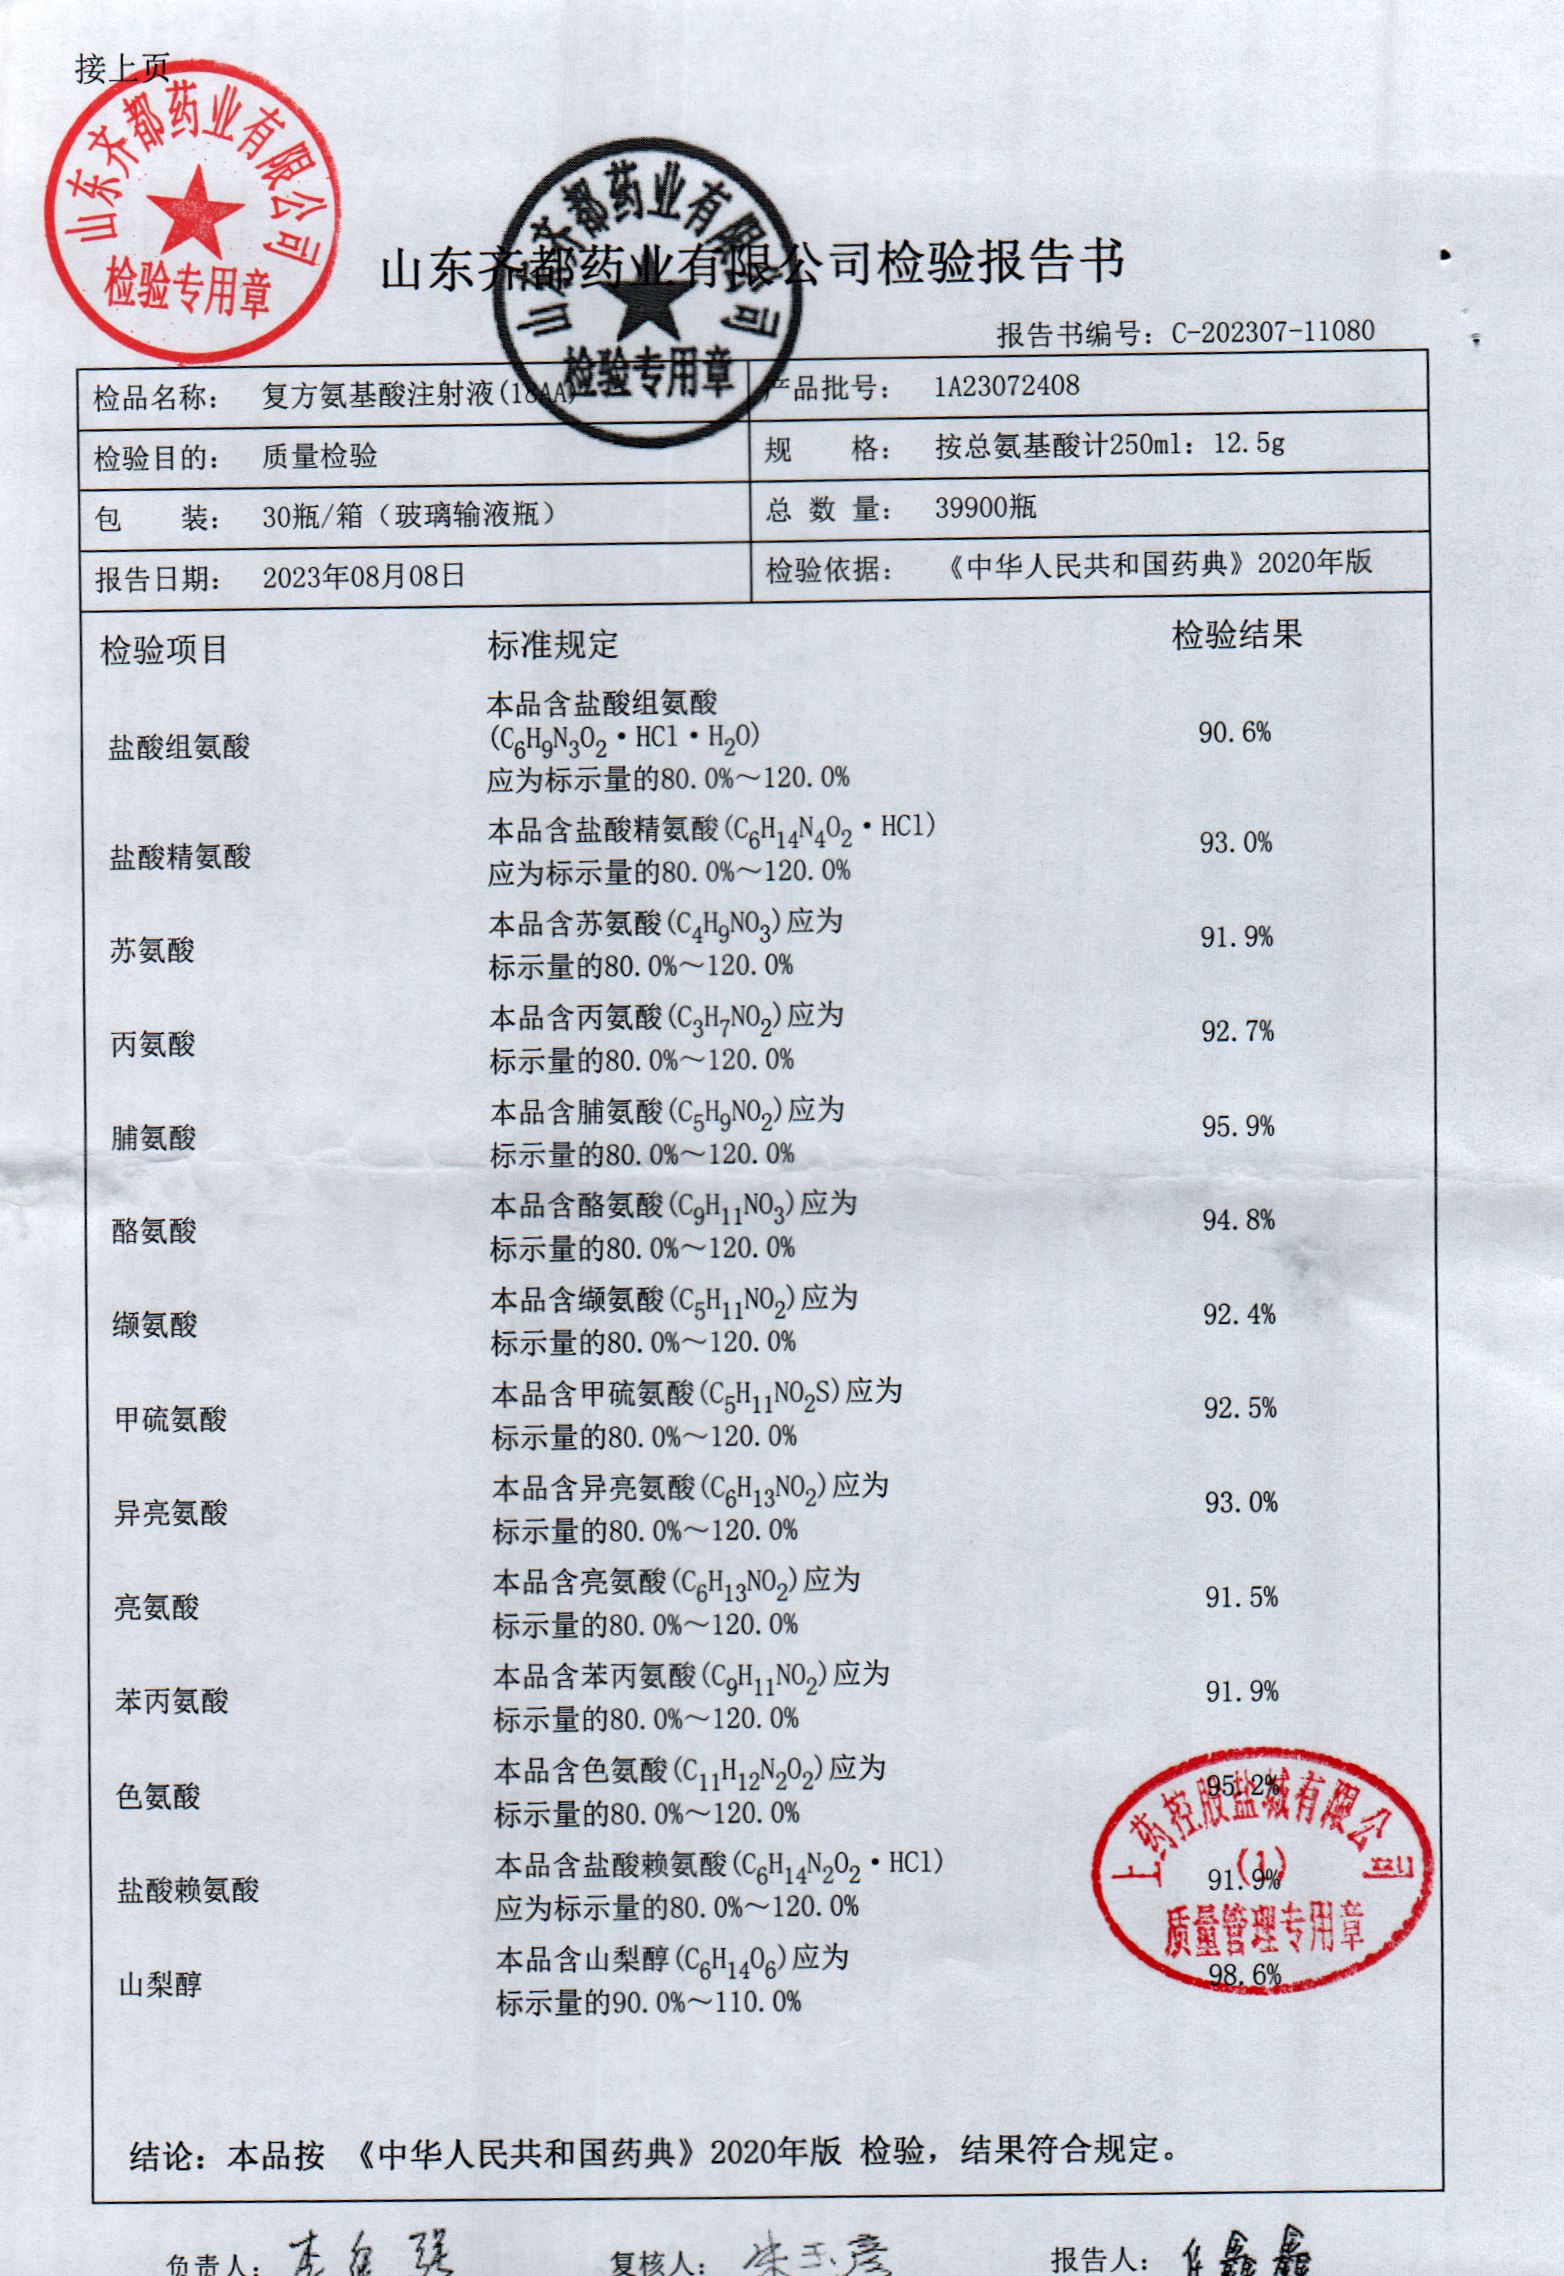 接上页
山东齐都药业有限公司
检验专用章
山东齐都药业有限公司
检验专用章
山东齐都药业有限公司检验报告书
报告书编号：C-202307-11080
检品名称： 复方氨基酸注射液(18AA) 产品批号： 1A23072408
检验目的： 质量检验 规 格： 按总氨基酸计250ml：12.5g
包 装： 30瓶/箱（玻璃输液瓶） 总 数 量： 39900瓶
报告日期： 2023年08月08日 检验依据： 《中华人民共和国药典》2020年版
检验项目 标准规定 检验结果
本品含盐酸组氨酸
盐酸组氨酸 (C6H9N3O2·HCl·H2O) 90.6%
应为标示量的80.0%～120.0%
本品含盐酸精氨酸(C6H14N4O2·HCl)
盐酸精氨酸 93.0%
应为标示量的80.0%～120.0%
本品含苏氨酸(C4H9NO3)应为
苏氨酸 91.9%
标示量的80.0%～120.0%
本品含丙氨酸(C3H7NO2)应为
丙氨酸 92.7%
标示量的80.0%～120.0%
本品含脯氨酸(C5H9NO2)应为
脯氨酸 95.9%
标示量的80.0%～120.0%
本品含酪氨酸(C9H11NO3)应为
酪氨酸 94.8%
标示量的80.0%～120.0%
本品含缬氨酸(C5H11NO2)应为
缬氨酸 92.4%
标示量的80.0%～120.0%
本品含甲硫氨酸(C5H11NO2S)应为
甲硫氨酸 92.5%
标示量的80.0%～120.0%
本品含异亮氨酸(C6H13NO2)应为
异亮氨酸 93.0%
标示量的80.0%～120.0%
本品含亮氨酸(C6H13NO2)应为
亮氨酸 91.5%
标示量的80.0%～120.0%
本品含苯丙氨酸(C9H11NO2)应为
苯丙氨酸 91.9%
标示量的80.0%～120.0%
本品含色氨酸(C11H12N2O2)应为
色氨酸 95.2%
标示量的80.0%～120.0%
本品含盐酸赖氨酸(C6H14N2O2·HCl)
盐酸赖氨酸 91.9%
应为标示量的80.0%～120.0%
本品含山梨醇(C6H14O6)应为
山梨醇 98.6%
标示量的90.0%～110.0%
上药控股盐城有限公司
(1)
质量管理专用章
结论：本品按 《中华人民共和国药典》2020年版 检验，结果符合规定。
负责人： 复核人： 报告人：